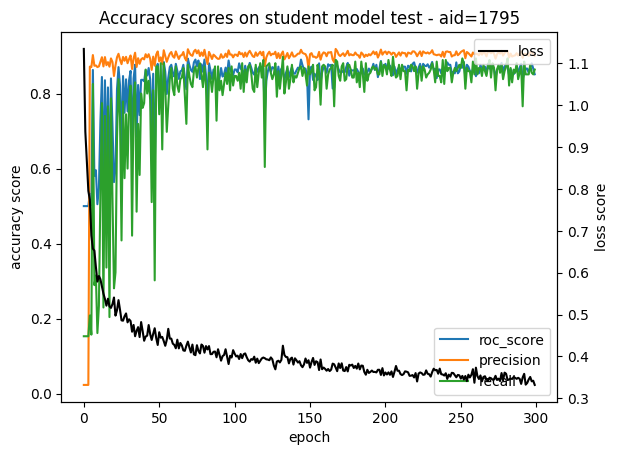 Accuracy scores on student model test - aid=1795
loss
accuracy score
0.8
0.6
0.4
0.2
0.0
1.1
1.0
0.9
0.8
0.7
0.6
0.5
0.4
0.3
loss score
roc_score
precision
recall
0 50 100 150 200 250 300
epoch